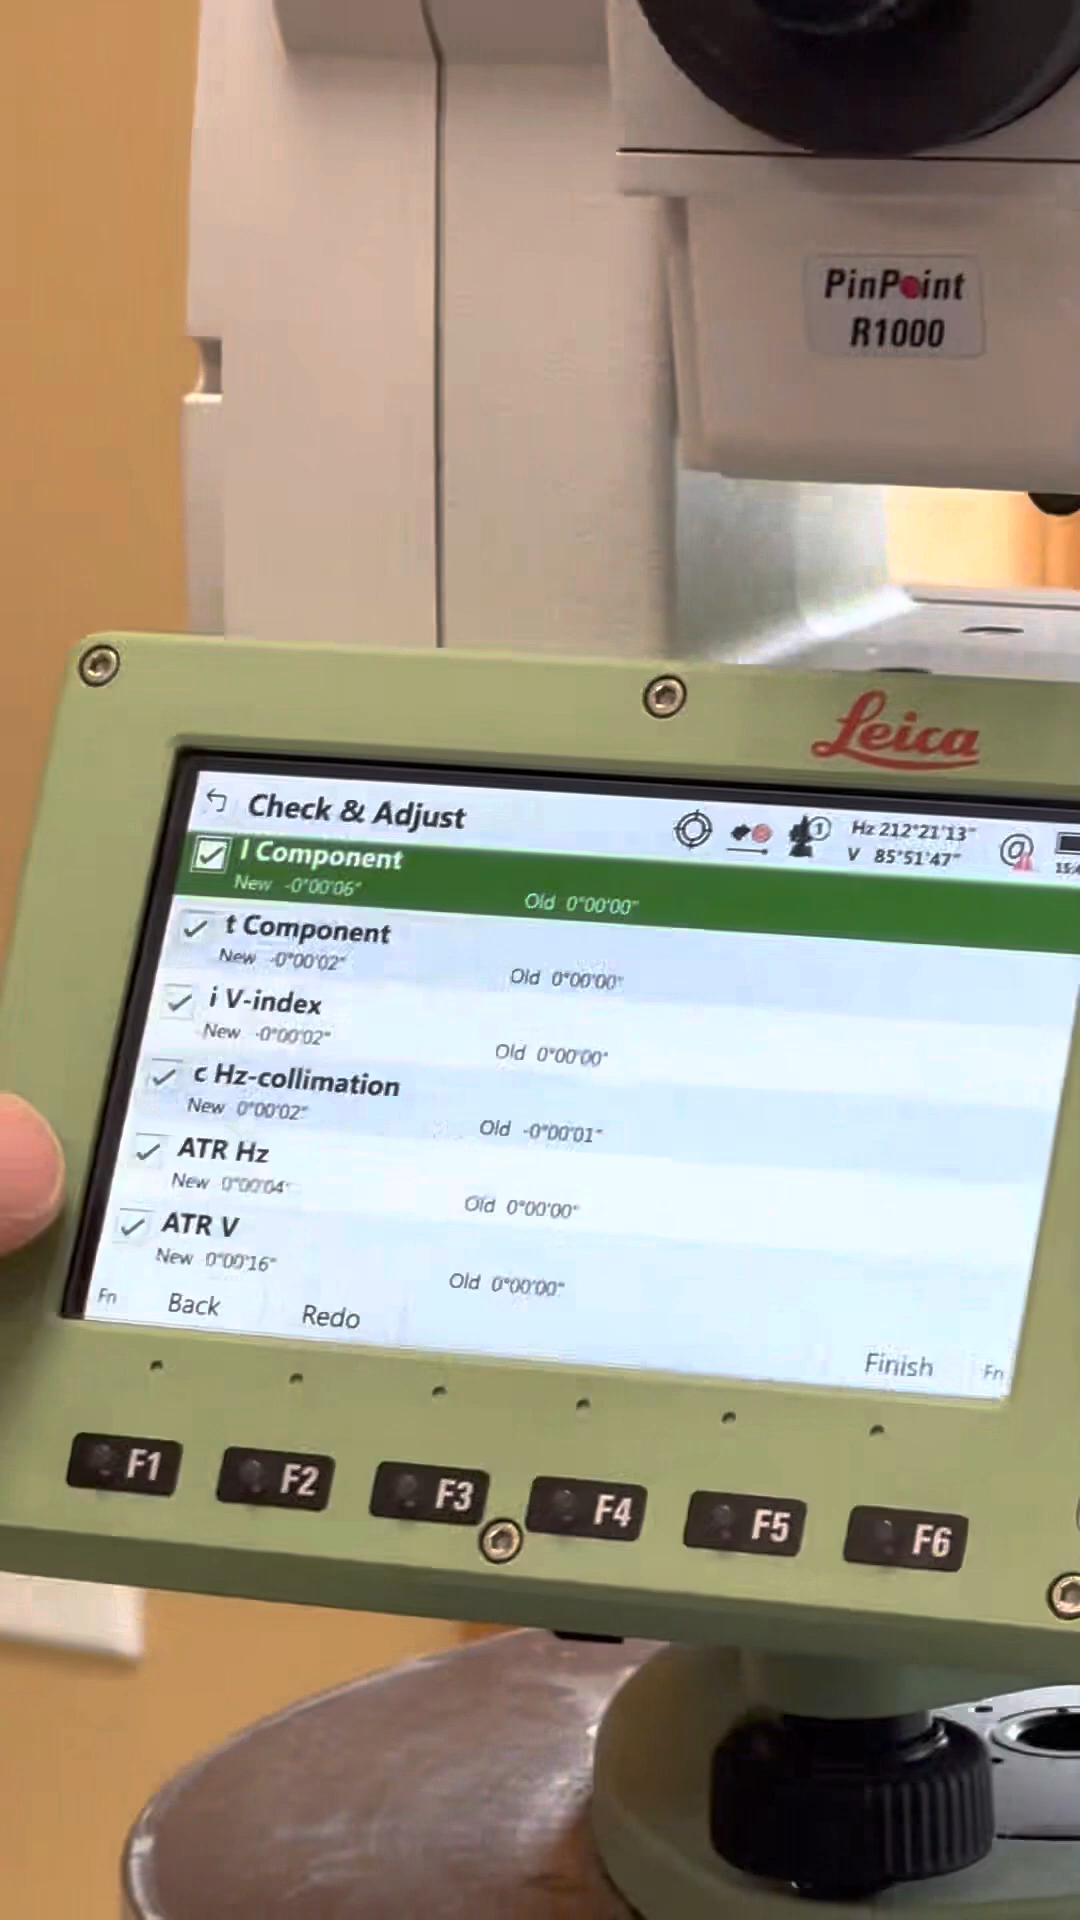 PinPoint
R1000
Leica
Check & Adjust
1
Hz 212°21'13"
V 85°51'47"
l Component
New -0°00'06" Old 0°00'00"
t Component
New -0°00'02" Old 0°00'00"
i V-index
New -0°00'02" Old 0°00'00"
c Hz-collimation
New 0°00'02" Old -0°00'01"
ATR Hz
New 0°00'04" Old 0°00'00"
ATR V
New 0°00'16" Old 0°00'00"
Fn Back Redo Finish Fn
F1 F2 F3 F4 F5 F6